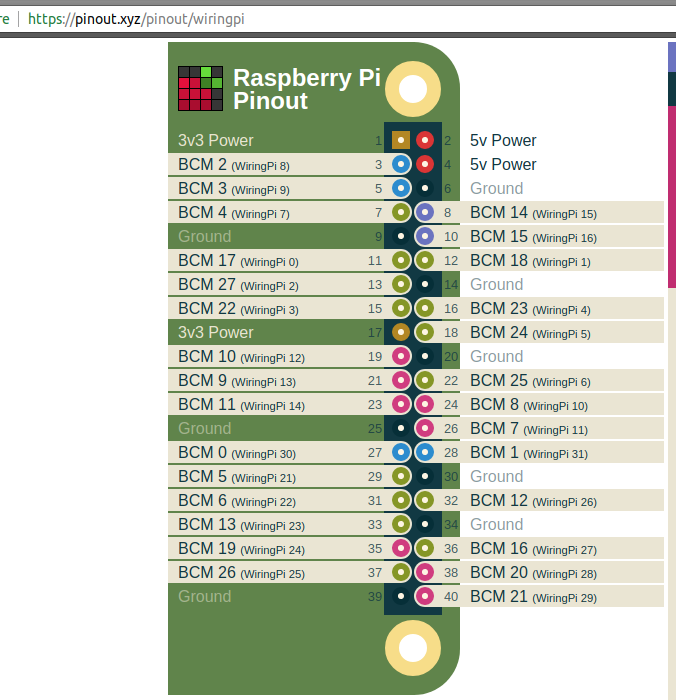 re https://pinout.xyz/pinout/wiringpi
Raspberry Pi
Pinout
3v3 Power 1 2 5v Power
BCM 2 (WiringPi 8) 3 4 5v Power
BCM 3 (WiringPi 9) 5 6 Ground
BCM 4 (WiringPi 7) 7 8 BCM 14 (WiringPi 15)
Ground 9 10 BCM 15 (WiringPi 16)
BCM 17 (WiringPi 0) 11 12 BCM 18 (WiringPi 1)
BCM 27 (WiringPi 2) 13 14 Ground
BCM 22 (WiringPi 3) 15 16 BCM 23 (WiringPi 4)
3v3 Power 17 18 BCM 24 (WiringPi 5)
BCM 10 (WiringPi 12) 19 20 Ground
BCM 9 (WiringPi 13) 21 22 BCM 25 (WiringPi 6)
BCM 11 (WiringPi 14) 23 24 BCM 8 (WiringPi 10)
Ground 25 26 BCM 7 (WiringPi 11)
BCM 0 (WiringPi 30) 27 28 BCM 1 (WiringPi 31)
BCM 5 (WiringPi 21) 29 30 Ground
BCM 6 (WiringPi 22) 31 32 BCM 12 (WiringPi 26)
BCM 13 (WiringPi 23) 33 34 Ground
BCM 19 (WiringPi 24) 35 36 BCM 16 (WiringPi 27)
BCM 26 (WiringPi 25) 37 38 BCM 20 (WiringPi 28)
Ground 39 40 BCM 21 (WiringPi 29)